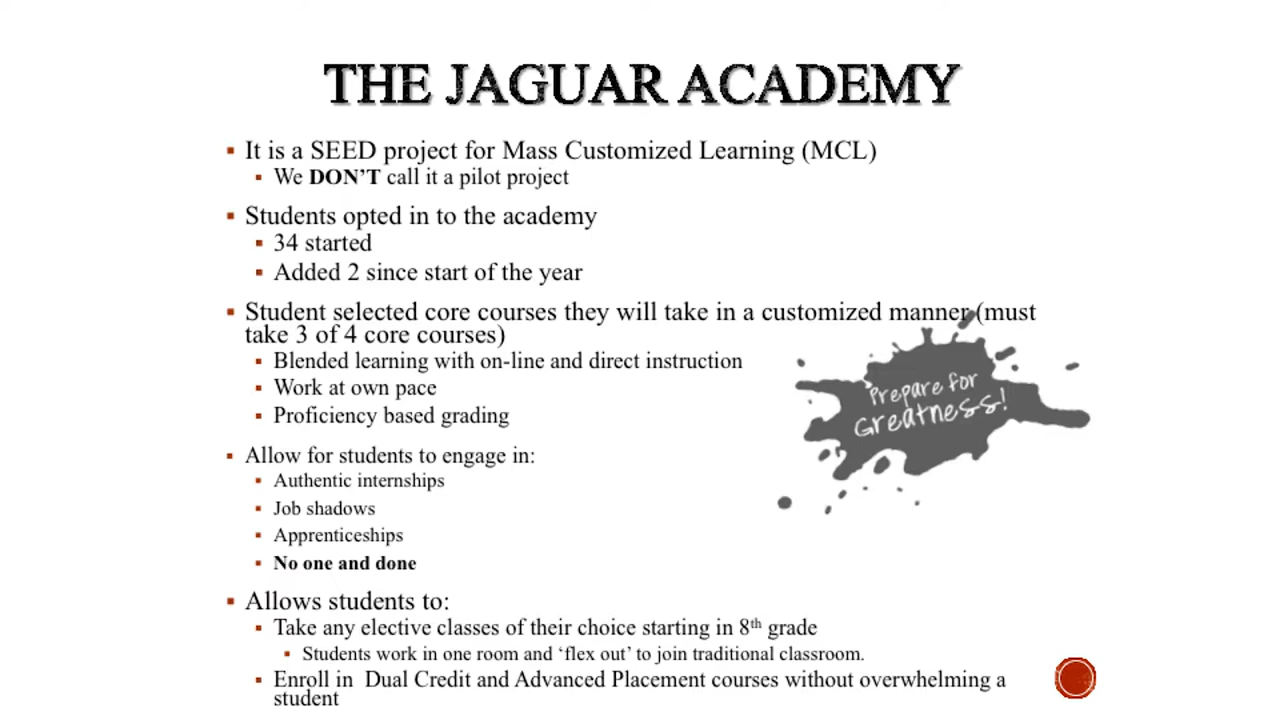 THE JAGUAR ACADEMY
It is a SEED project for Mass Customized Learning (MCL)
We DON'T call it a pilot project
Students opted in to the academy
34 started
Added 2 since start of the year
Student selected core courses they will take in a customized manner (must
take 3 of 4 core courses)
Blended learning with on-line and direct instruction
Work at own pace
Proficiency based grading
Prepare for
Greatness!
Allow for students to engage in:
Authentic internships
Job shadows
Apprenticeships
No one and done
Allows students to:
Take any elective classes of their choice starting in 8th grade
Students work in one room and ‘flex out’ to join traditional classroom.
Enroll in Dual Credit and Advanced Placement courses without overwhelming a
student